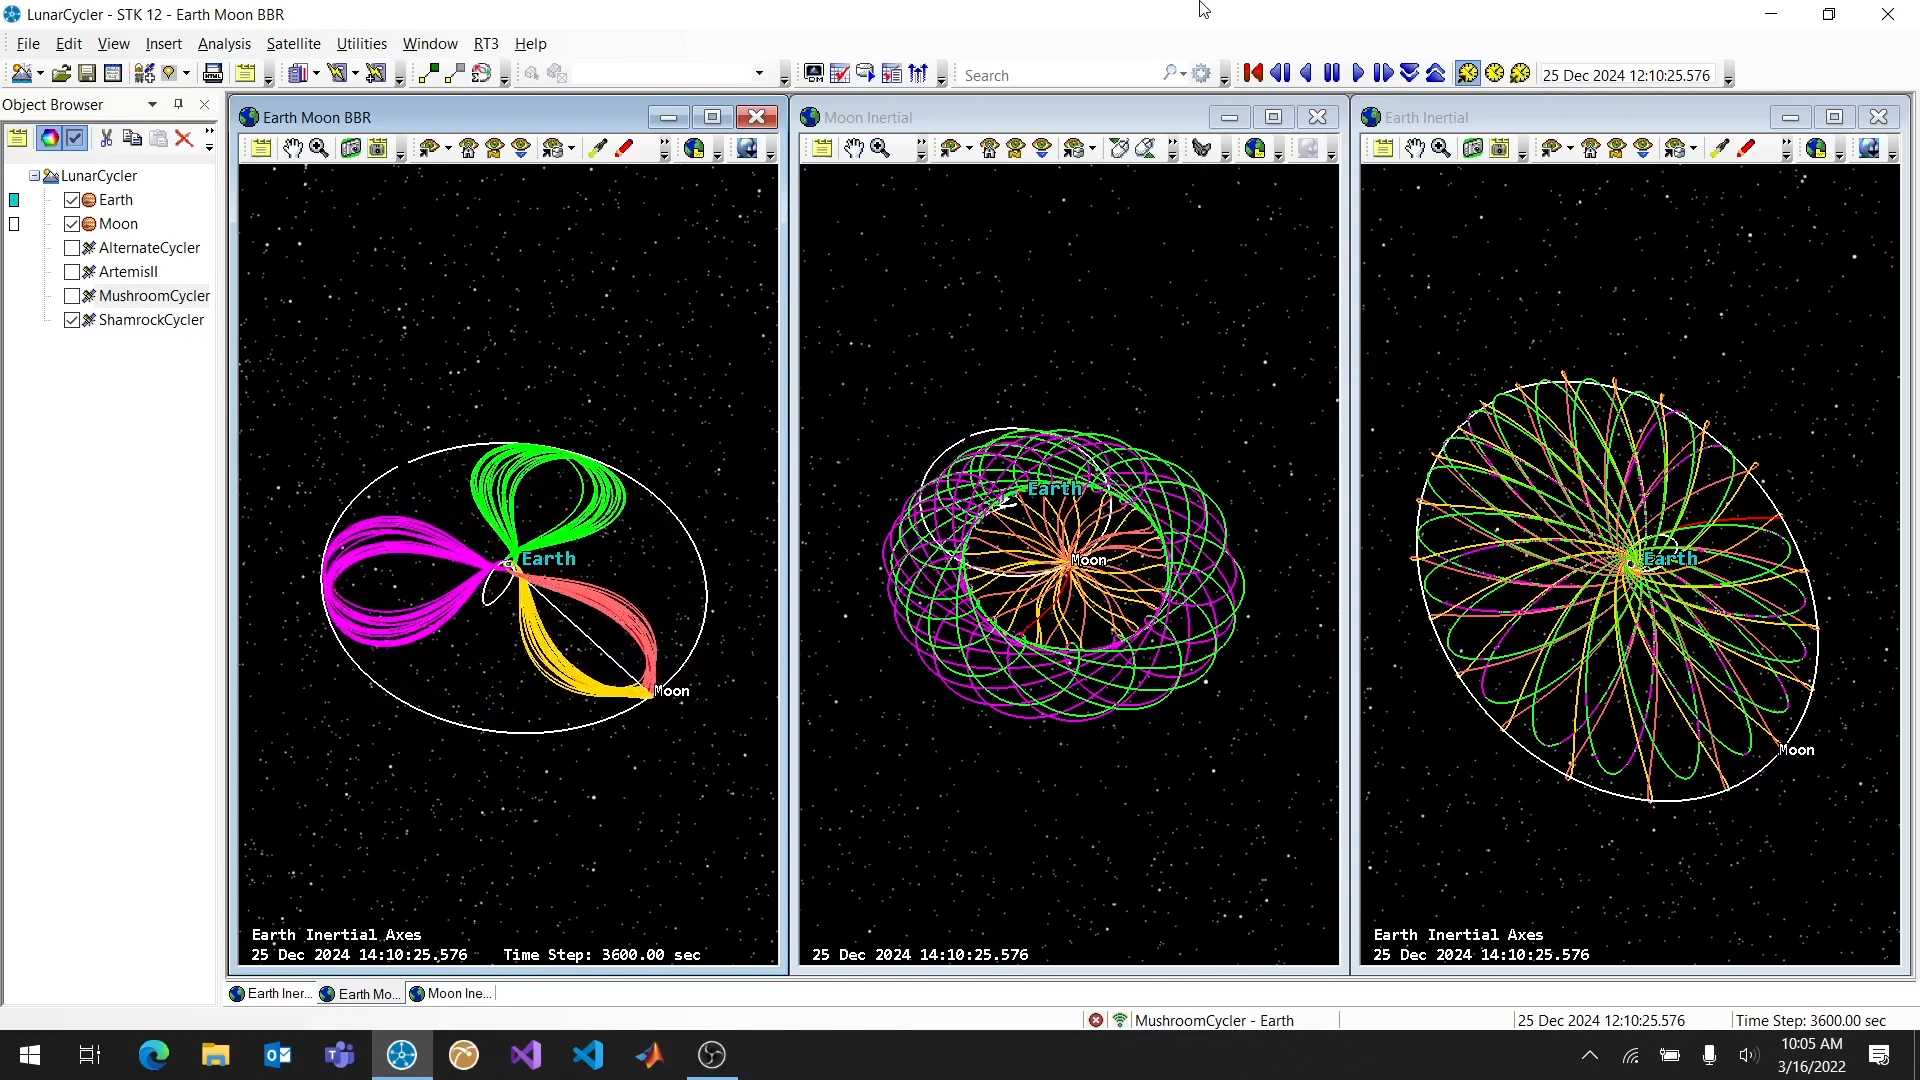 LunarCycler - STK 12 - Earth Moon BBR
File Edit View Insert Analysis Satellite Utilities Window RT3 Help
Search
25 Dec 2024 12:10:25.576
Object Browser
LunarCycler
Earth
Moon
AlternateCycler
ArtemisII
MushroomCycler
ShamrockCycler
Earth Moon BBR
Earth
Moon
Earth Inertial Axes
25 Dec 2024 14:10:25.576 Time Step: 3600.00 sec
Moon Inertial
Earth
Moon
25 Dec 2024 14:10:25.576
Earth Inertial
Earth
Moon
Earth Inertial Axes
25 Dec 2024 14:10:25.576
Earth Iner... Earth Mo... Moon Ine...
MushroomCycler - Earth 25 Dec 2024 12:10:25.576 Time Step: 3600.00 sec
10:05 AM
3/16/2022